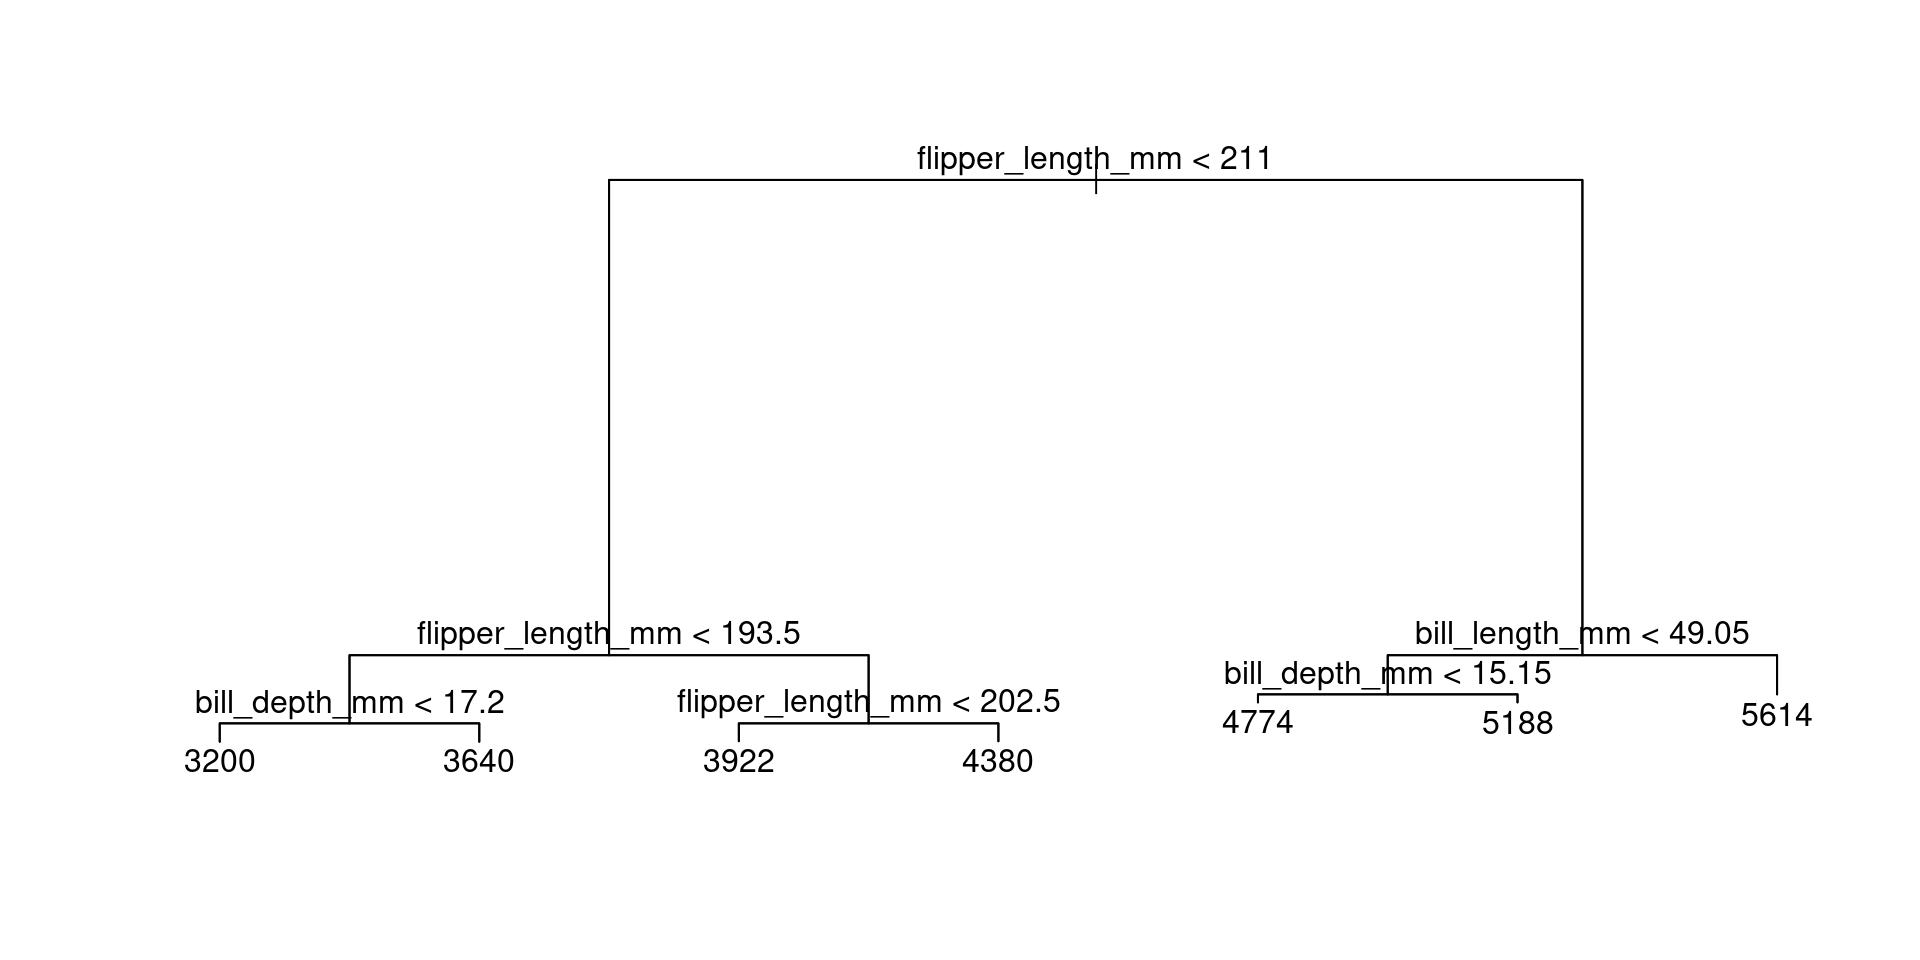 flipper_length_mm < 211
flipper_length_mm < 193.5
bill_length_mm < 49.05
bill_depth_mm < 15.15
bill_depth_mm < 17.2
flipper_length_mm < 202.5
4774
5188
5614
3200
3640
3922
4380